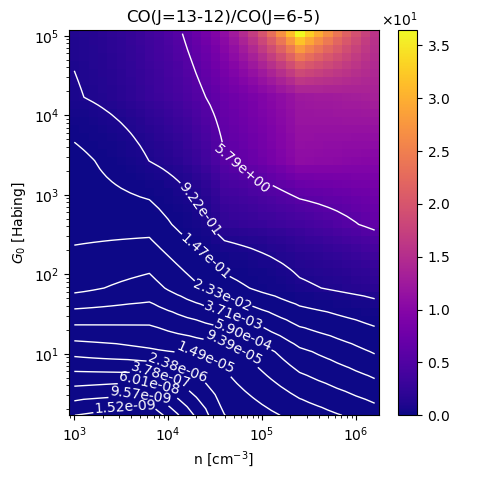 CO(J=13-12)/CO(J=6-5)
×10¹
10⁵
10⁴
10³
10²
10¹
G₀ [Habing]
5.79e+00
9.22e-01
1.47e-01
2.33e-02
3.71e-03
5.90e-04
9.39e-05
1.49e-05
2.38e-06
3.78e-07
6.01e-08
9.57e-09
1.52e-09
10³
10⁴
10⁵
10⁶
n [cm⁻³]
3.5
3.0
2.5
2.0
1.5
1.0
0.5
0.0